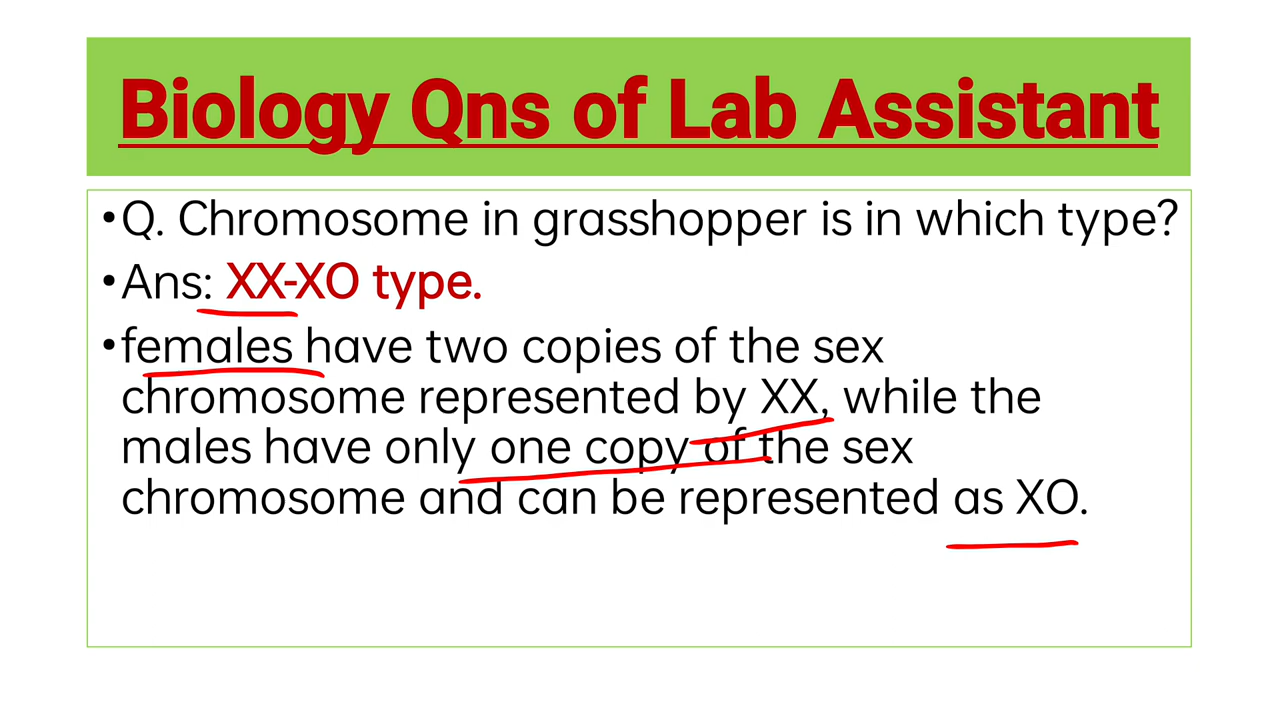 Biology Qns of Lab Assistant
•Q. Chromosome in grasshopper is in which type?
•Ans: XX-XO type.
•females have two copies of the sex
chromosome represented by XX, while the
males have only one copy of the sex
chromosome and can be represented as XO.